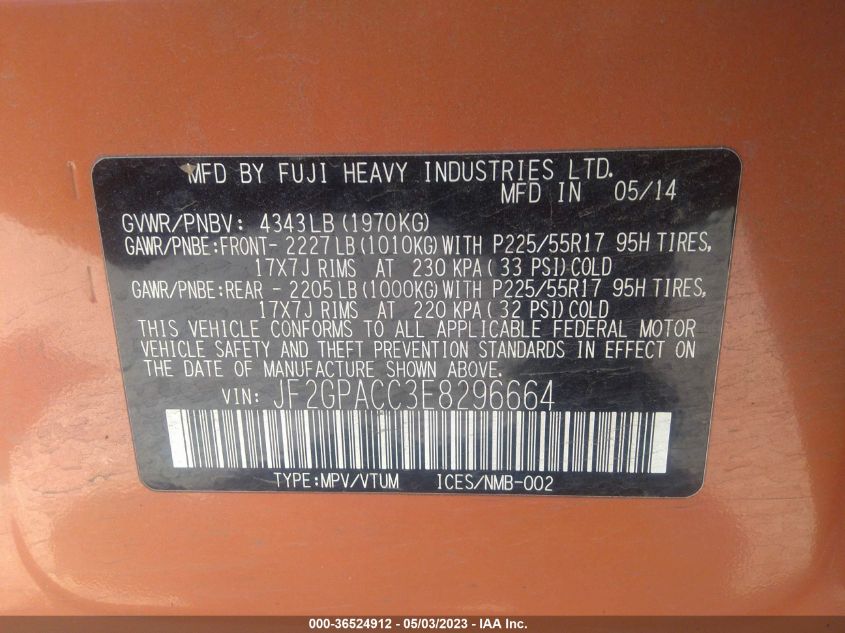 MFD BY FUJI HEAVY INDUSTRIES LTD.
MFD IN 05/14
GVWR/PNBV: 4343LB (1970KG)
GAWR/PNBE:FRONT- 2227LB (1010KG) WITH P225/55R17 95H TIRES,
17X7J RIMS AT 230 KPA ( 33 PSI) COLD
GAWR/PNBE:REAR - 2205LB (1000KG) WITH P225/55R17 95H TIRES,
17X7J RIMS AT 220 KPA ( 32 PSI) COLD
THIS VEHICLE CONFORMS TO ALL APPLICABLE FEDERAL MOTOR
VEHICLE SAFETY AND THEFT PREVENTION STANDARDS IN EFFECT ON
THE DATE OF MANUFACTURE SHOWN ABOVE.
VIN: JF2GPACC3E8296664
TYPE:MPV/VTUM ICES/NMB-002
000-36524912 - 05/03/2023 - IAA Inc.